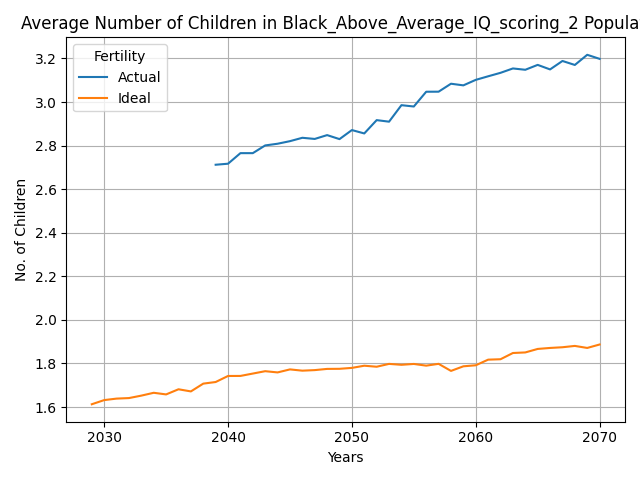 Average Number of Children in Black_Above_Average_IQ_scoring_2 Popula
Fertility
Actual
Ideal
No. of Children
3.2
3.0
2.8
2.6
2.4
2.2
2.0
1.8
1.6
2030 2040 2050 2060 2070
Years